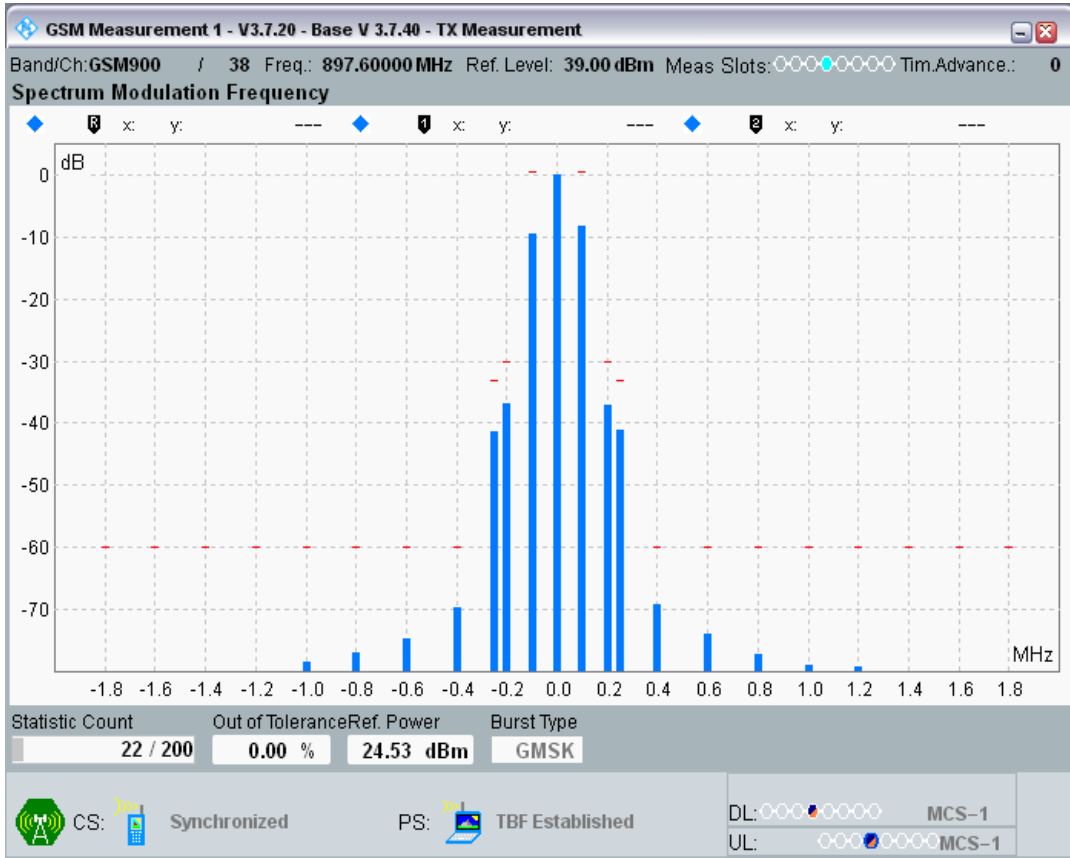 GSM Measurement 1 - V3.7.20 - Base V 3.7.40 - TX Measurement
Band/Ch:GSM900 / 38 Freq.: 897.60000 MHz Ref. Level: 39.00 dBm Meas Slots: Tim.Advance.: 0
Spectrum Modulation Frequency
R x: y: --- 1 x: y: --- 2 x: y: ---
dB
0
-10
-20
-30
-40
-50
-60
-70
MHz
-1.8 -1.6 -1.4 -1.2 -1.0 -0.8 -0.6 -0.4 -0.2 0.0 0.2 0.4 0.6 0.8 1.0 1.2 1.4 1.6 1.8
Statistic Count Out of Tolerance Ref. Power Burst Type
22 / 200 0.00 % 24.53 dBm GMSK
CS: Synchronized PS: TBF Established
DL: MCS-1
UL: MCS-1